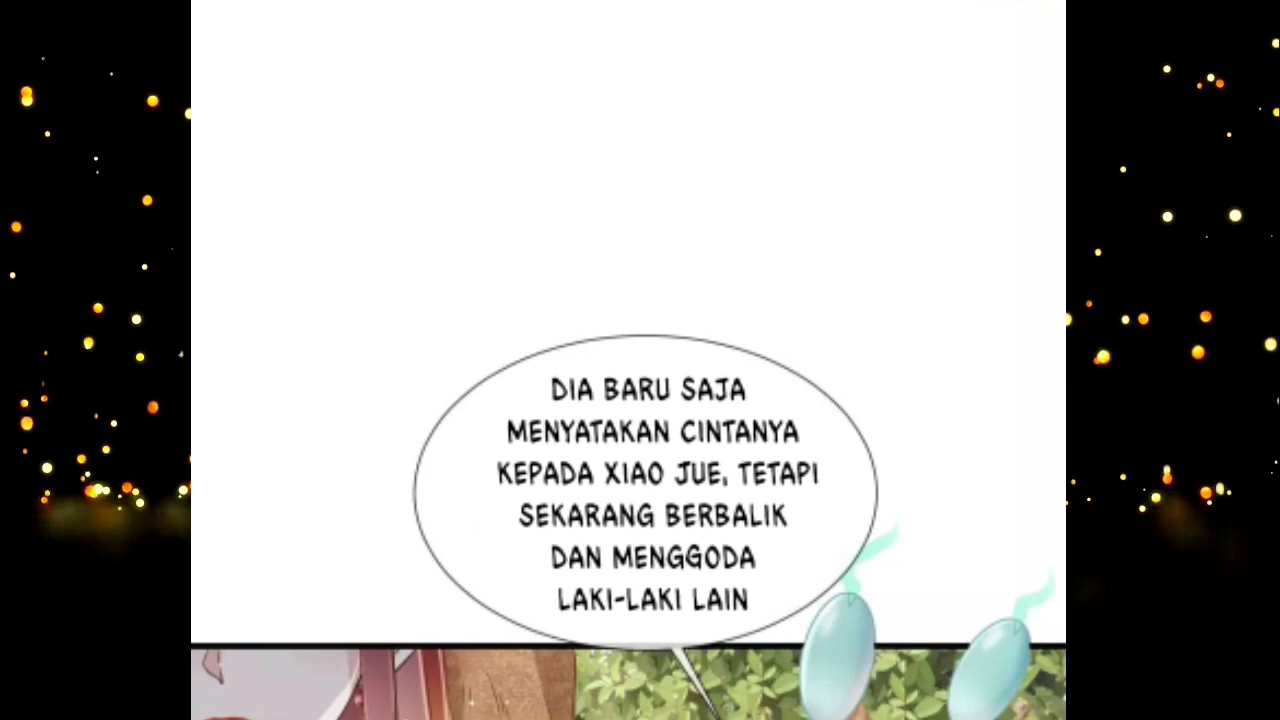 DIA BARU SAJA
MENYATAKAN CINTANYA
KEPADA XIAO JUE, TETAPI
SEKARANG BERBALIK
DAN MENGGODA
LAKI-LAKI LAIN